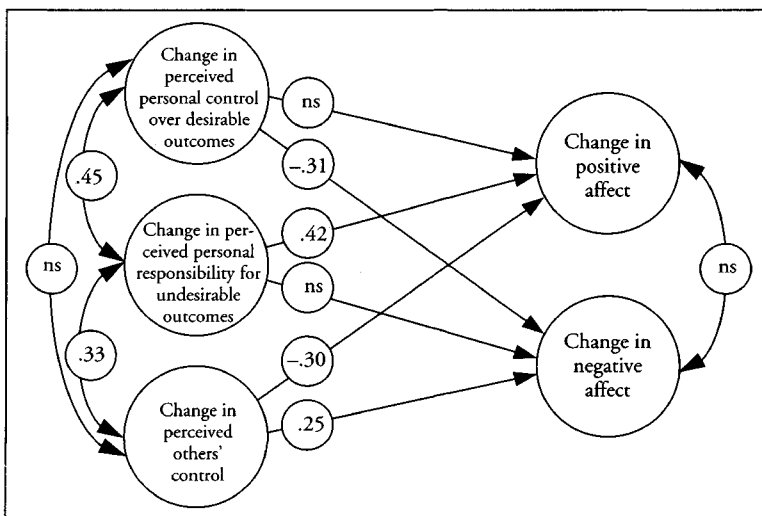 Change in
perceived
personal control
over desirable
outcomes
ns
-.31
.45
Change in per-
ceived personal
responsibility for
undesirable
outcomes
.42
ns
ns
.33
Change in
perceived
others'
control
-.30
.25
Change in
positive
affect
ns
Change in
negative
affect